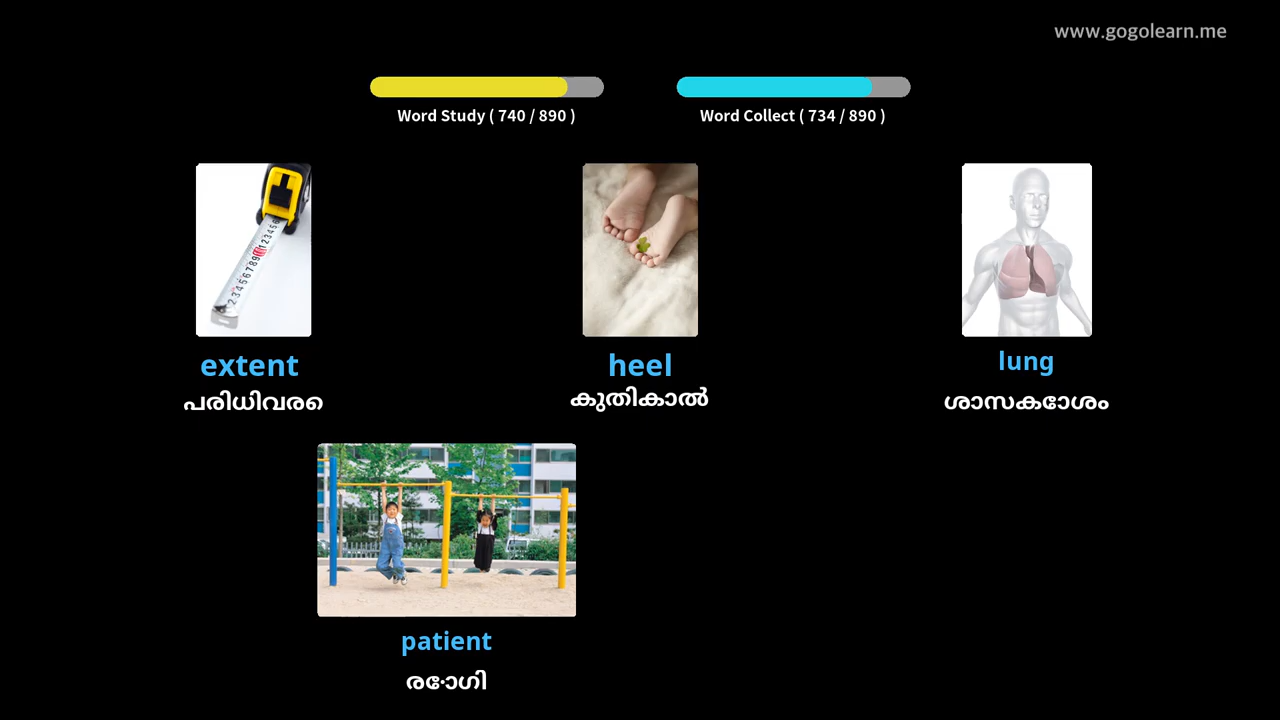 www.gogolearn.me
Word Study ( 740 / 890 )
Word Collect ( 734 / 890 )
extent
heel
lung
പരിധിവരെ
കുതികാൽ
ശാസകോശം
patient
രോഗി